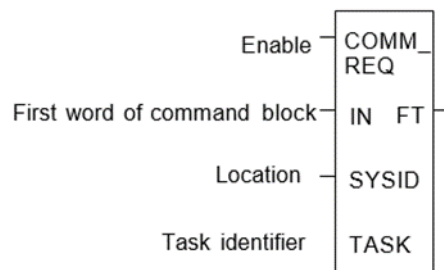 Enable COMM_
REQ
First word of command block IN FT
Location SYSID
Task identifier TASK